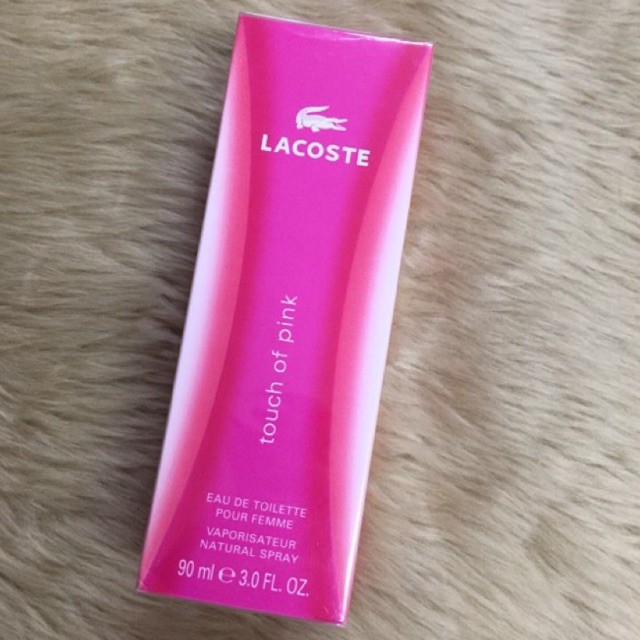 LACOSTE
touch of pink
EAU DE TOILETTE
POUR FEMME
VAPORISATEUR
NATURAL SPRAY
90 ml ℮ 3.0 FL. OZ.